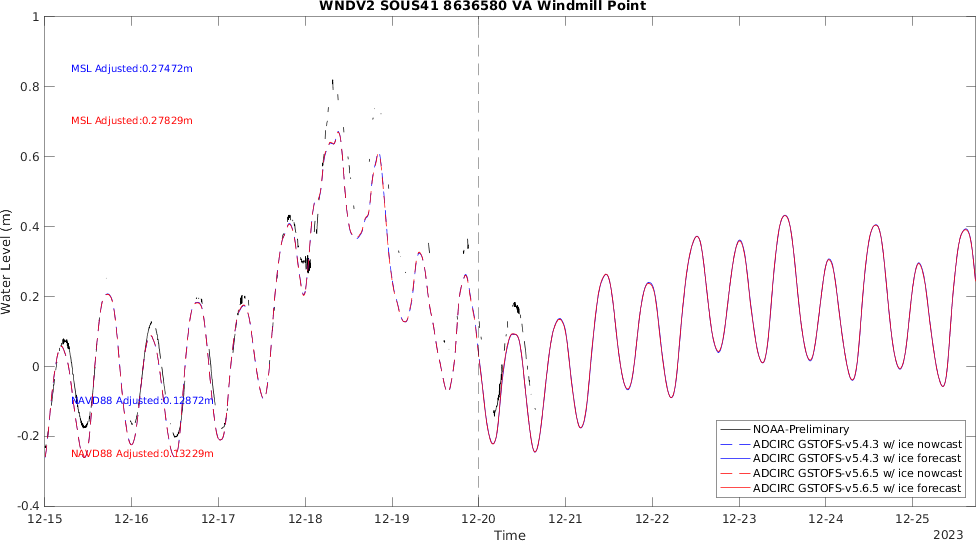 WNDV2 SOUS41 8636580 VA Windmill Point
1
0.8
0.6
0.4
0.2
0
-0.2
-0.4
Water Level (m)
MSL Adjusted:0.27472m
MSL Adjusted:0.27829m
NAVD88 Adjusted:0.12872m
NAVD88 Adjusted:0.13229m
NOAA-Preliminary
ADCIRC GSTOFS-v5.4.3 w/ ice nowcast
ADCIRC GSTOFS-v5.4.3 w/ ice forecast
ADCIRC GSTOFS-v5.6.5 w/ ice nowcast
ADCIRC GSTOFS-v5.6.5 w/ ice forecast
12-15 12-16 12-17 12-18 12-19 12-20 12-21 12-22 12-23 12-24 12-25
Time
2023